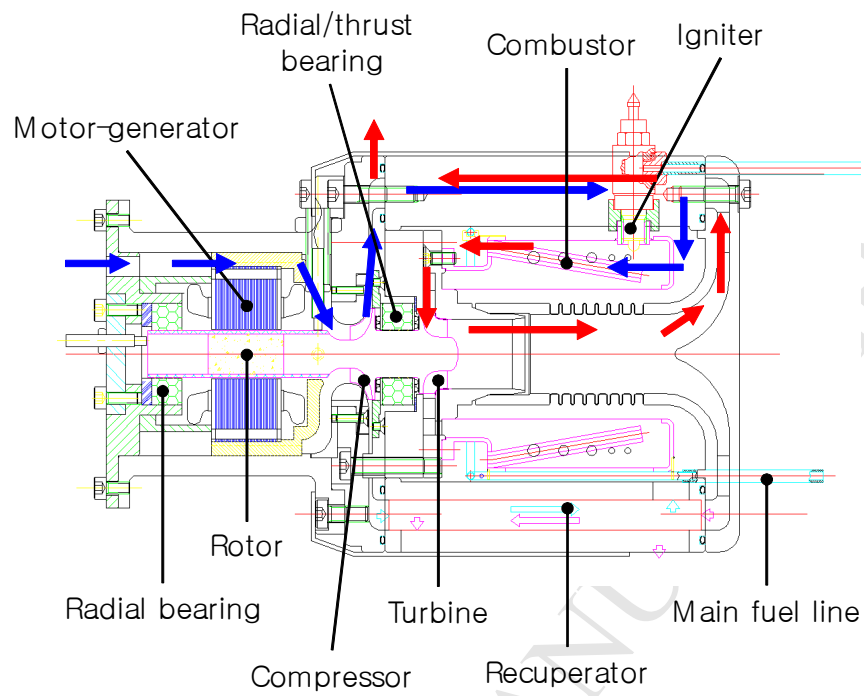 Radial/thrust
bearing
Combustor
Igniter
Motor-generator
Rotor
Radial bearing
Turbine
Main fuel line
Compressor
Recuperator